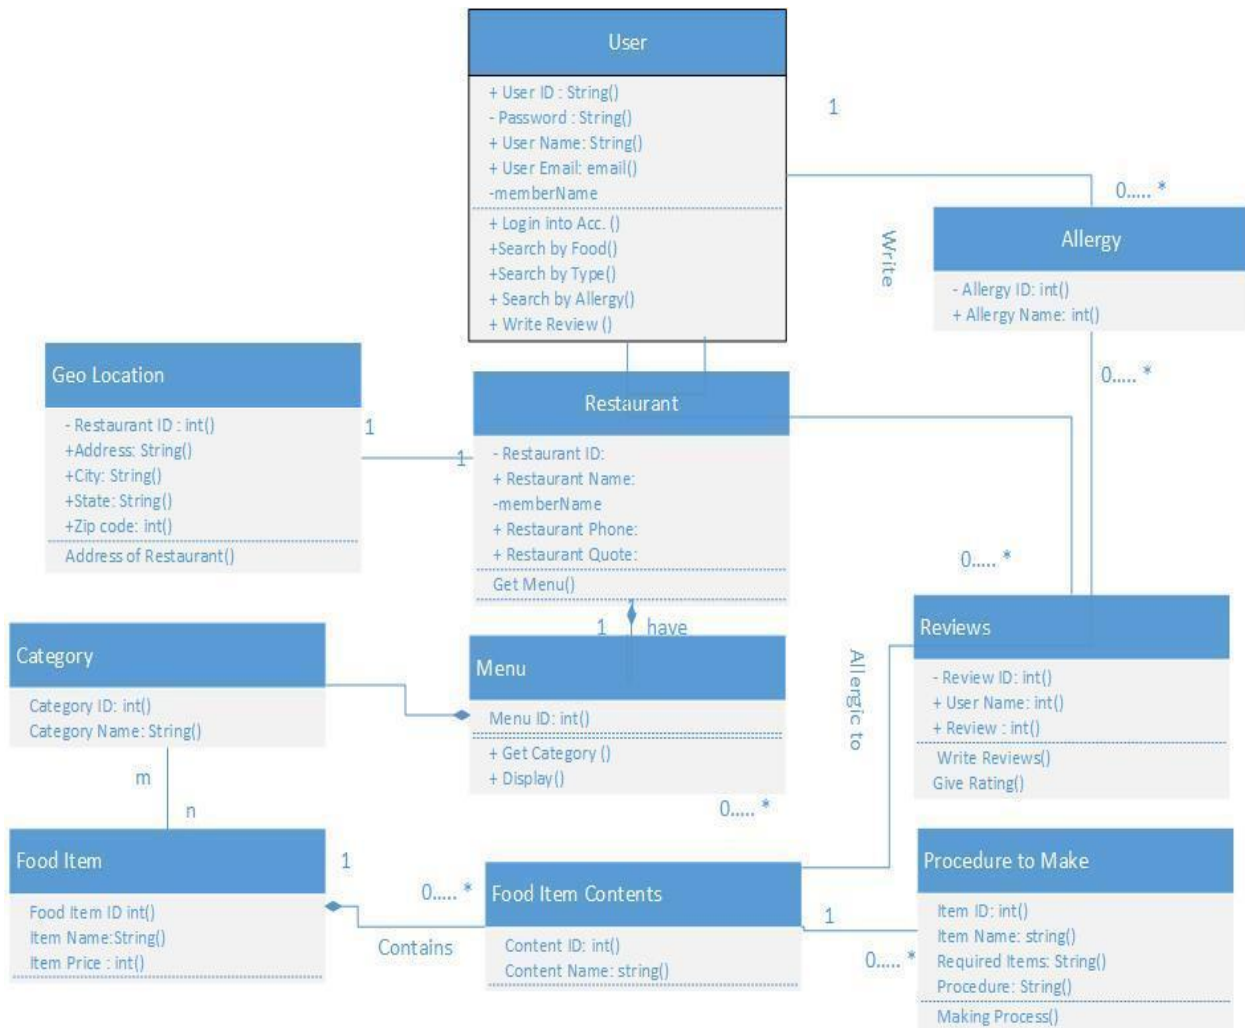 User
+ User ID : String()
- Password : String()
+ User Name: String()
+ User Email: email()
-memberName
+ Login into Acc. ()
+Search by Food()
+Search by Type()
+ Search by Allergy()
+ Write Review ()
1
0..... *
Write
Allergy
- Allergy ID: int()
+ Allergy Name: int()
0..... *
Geo Location
- Restaurant ID : int()
+Address: String()
+City: String()
+State: String()
+Zip code: int()
Address of Restaurant()
1
1
Restaurant
- Restaurant ID:
+ Restaurant Name:
-memberName
+ Restaurant Phone:
+ Restaurant Quote:
Get Menu()
0..... *
1
1 have
Category
Category ID: int()
Category Name: String()
Menu
Menu ID: int()
+ Get Category ()
+ Display()
0..... *
Allergic to
Reviews
- Review ID: int()
+ User Name: int()
+ Review : int()
Write Reviews()
Give Rating()
m
n
Food Item
Food Item ID int()
Item Name:String()
Item Price : int()
1
0..... *
Contains
Food Item Contents
Content ID: int()
Content Name: string()
1
0..... *
Procedure to Make
Item ID: int()
Item Name: string()
Required Items: String()
Procedure: String()
Making Process()